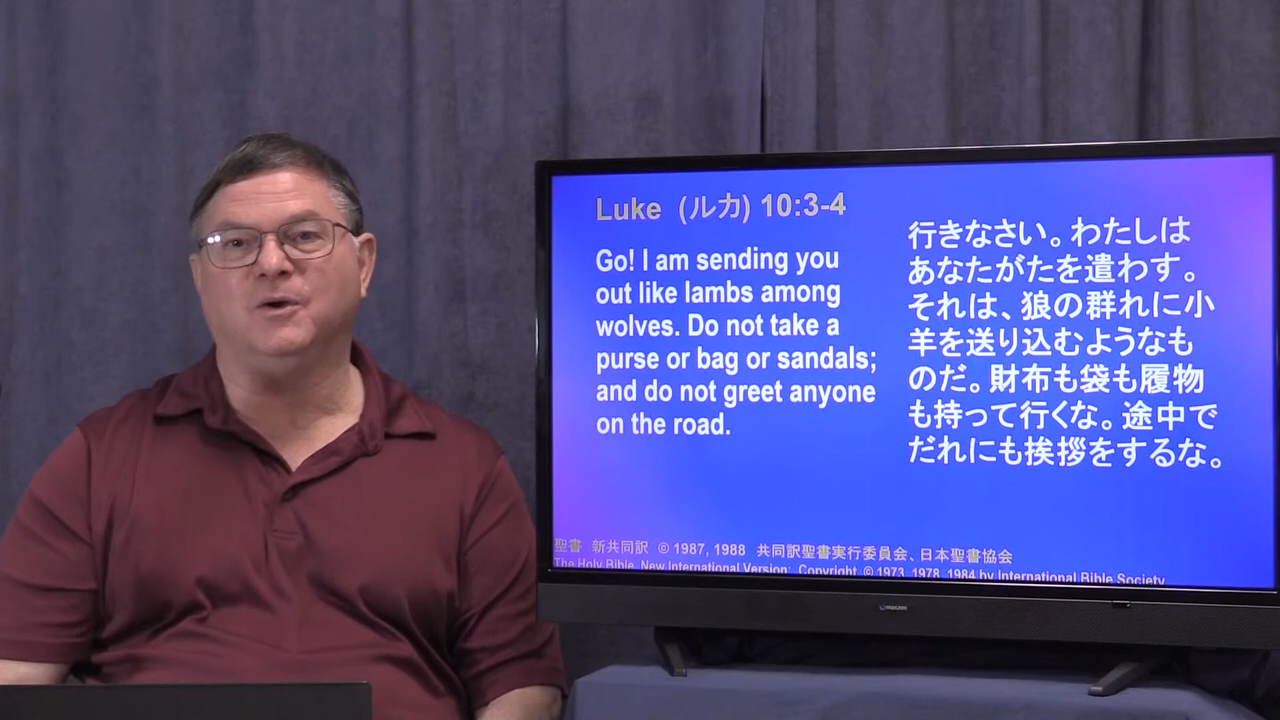 Luke (ルカ) 10:3-4
Go! I am sending you
out like lambs among
wolves. Do not take a
purse or bag or sandals;
and do not greet anyone
on the road.
行きなさい。わたしは
あなたがたを遣わす。
それは、狼の群れに小
羊を送り込むようなも
のだ。財布も袋も履物
も持って行くな。途中で
だれにも挨拶をするな。
聖書 新共同訳 © 1987, 1988 共同訳聖書実行委員会、日本聖書協会
The Holy Bible, New International Version; Copyright © 1973, 1978, 1984 by International Bible Society
maxzen